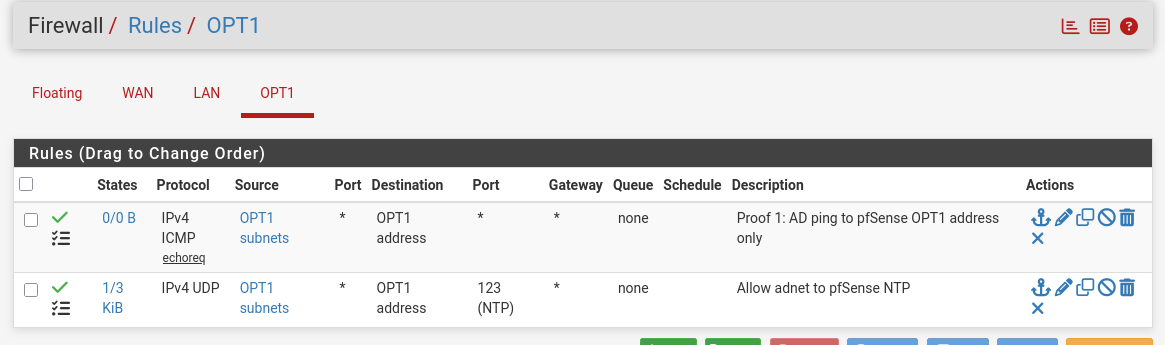 Firewall / Rules / OPT1
Floating WAN LAN OPT1
Rules (Drag to Change Order)
States Protocol Source Port Destination Port Gateway Queue Schedule Description Actions
0/0 B IPv4 OPT1 * OPT1 * * none Proof 1: AD ping to pfSense OPT1 address
ICMP subnets address only
echoreq
1/3 IPv4 UDP OPT1 * OPT1 123 * none Allow adnet to pfSense NTP
KiB subnets address (NTP)